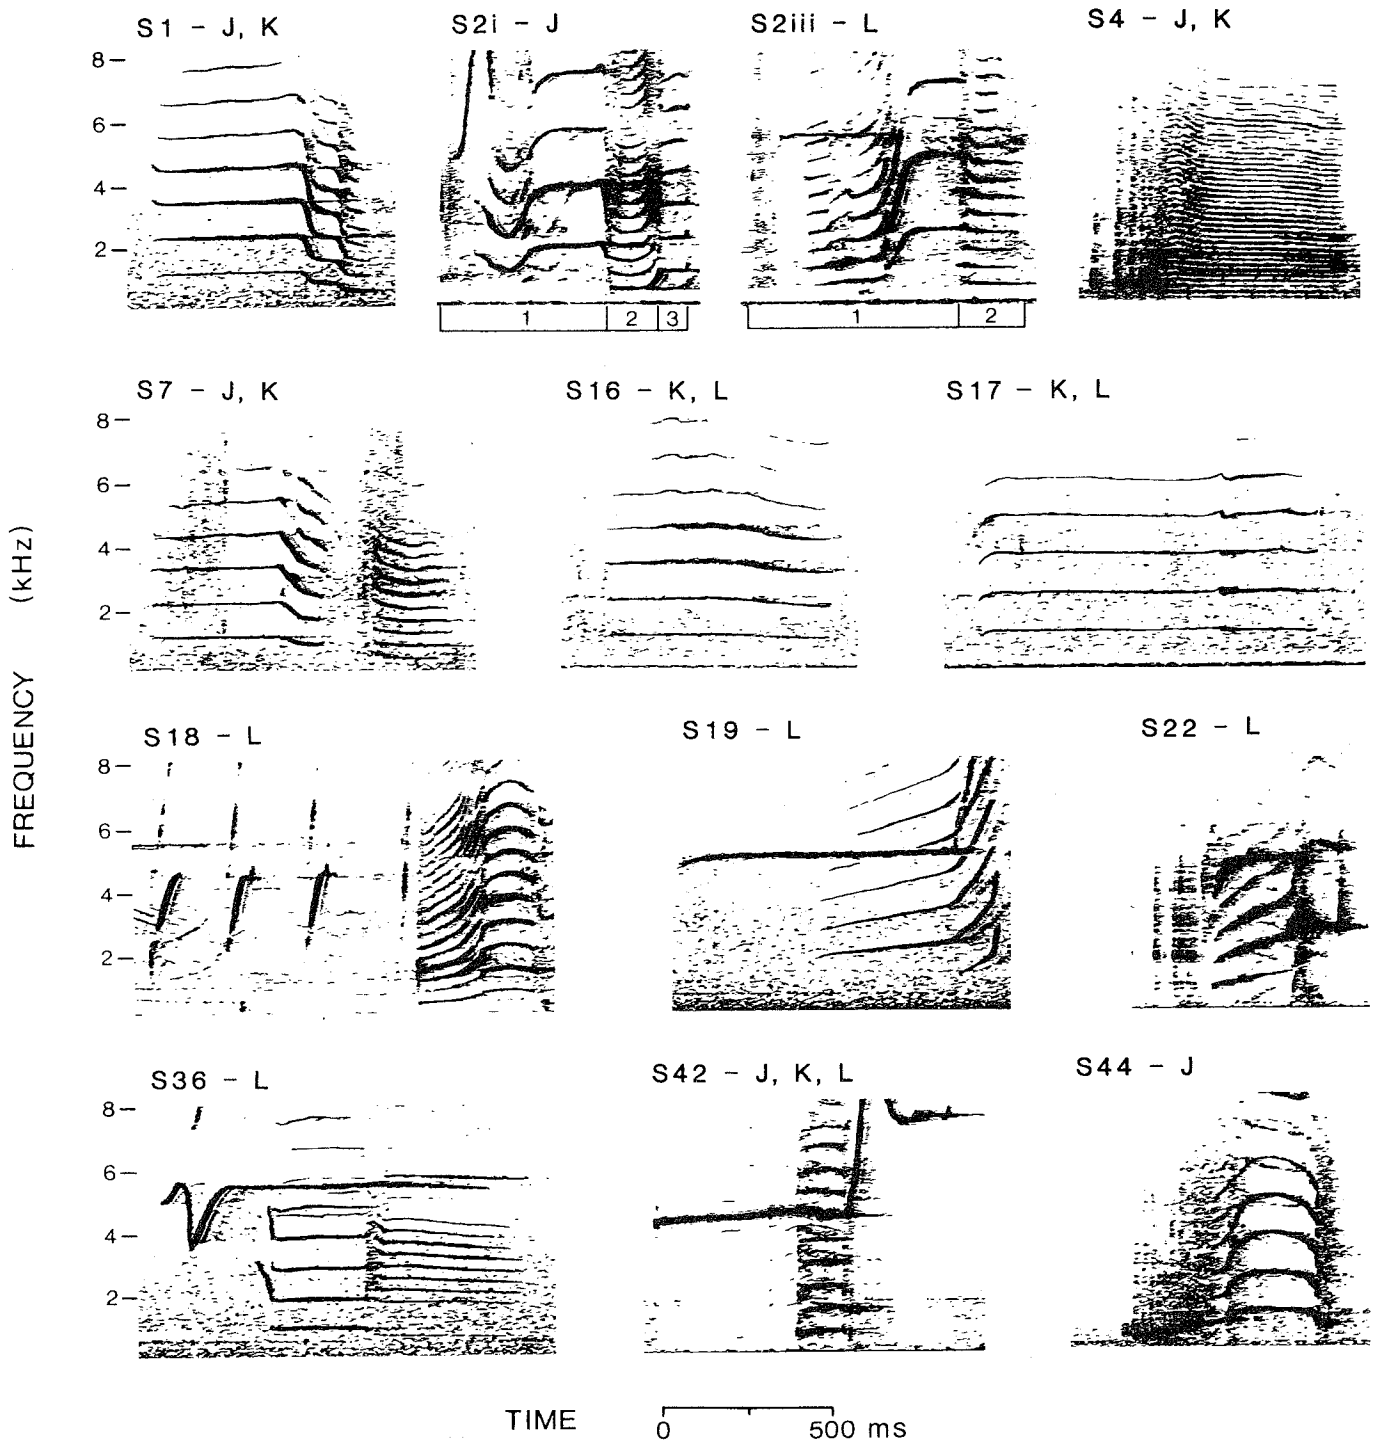 S1 - J, K
S2i - J
S2iii - L
S4 - J, K
8
6
4
2
1 2 3
1 2
S7 - J, K
S16 - K, L
S17 - K, L
8
6
4
2
FREQUENCY (kHz)
S18 - L
S19 - L
S22 - L
8
6
4
2
S36 - L
S42 - J, K, L
S44 - J
8
6
4
2
TIME
0 500 ms